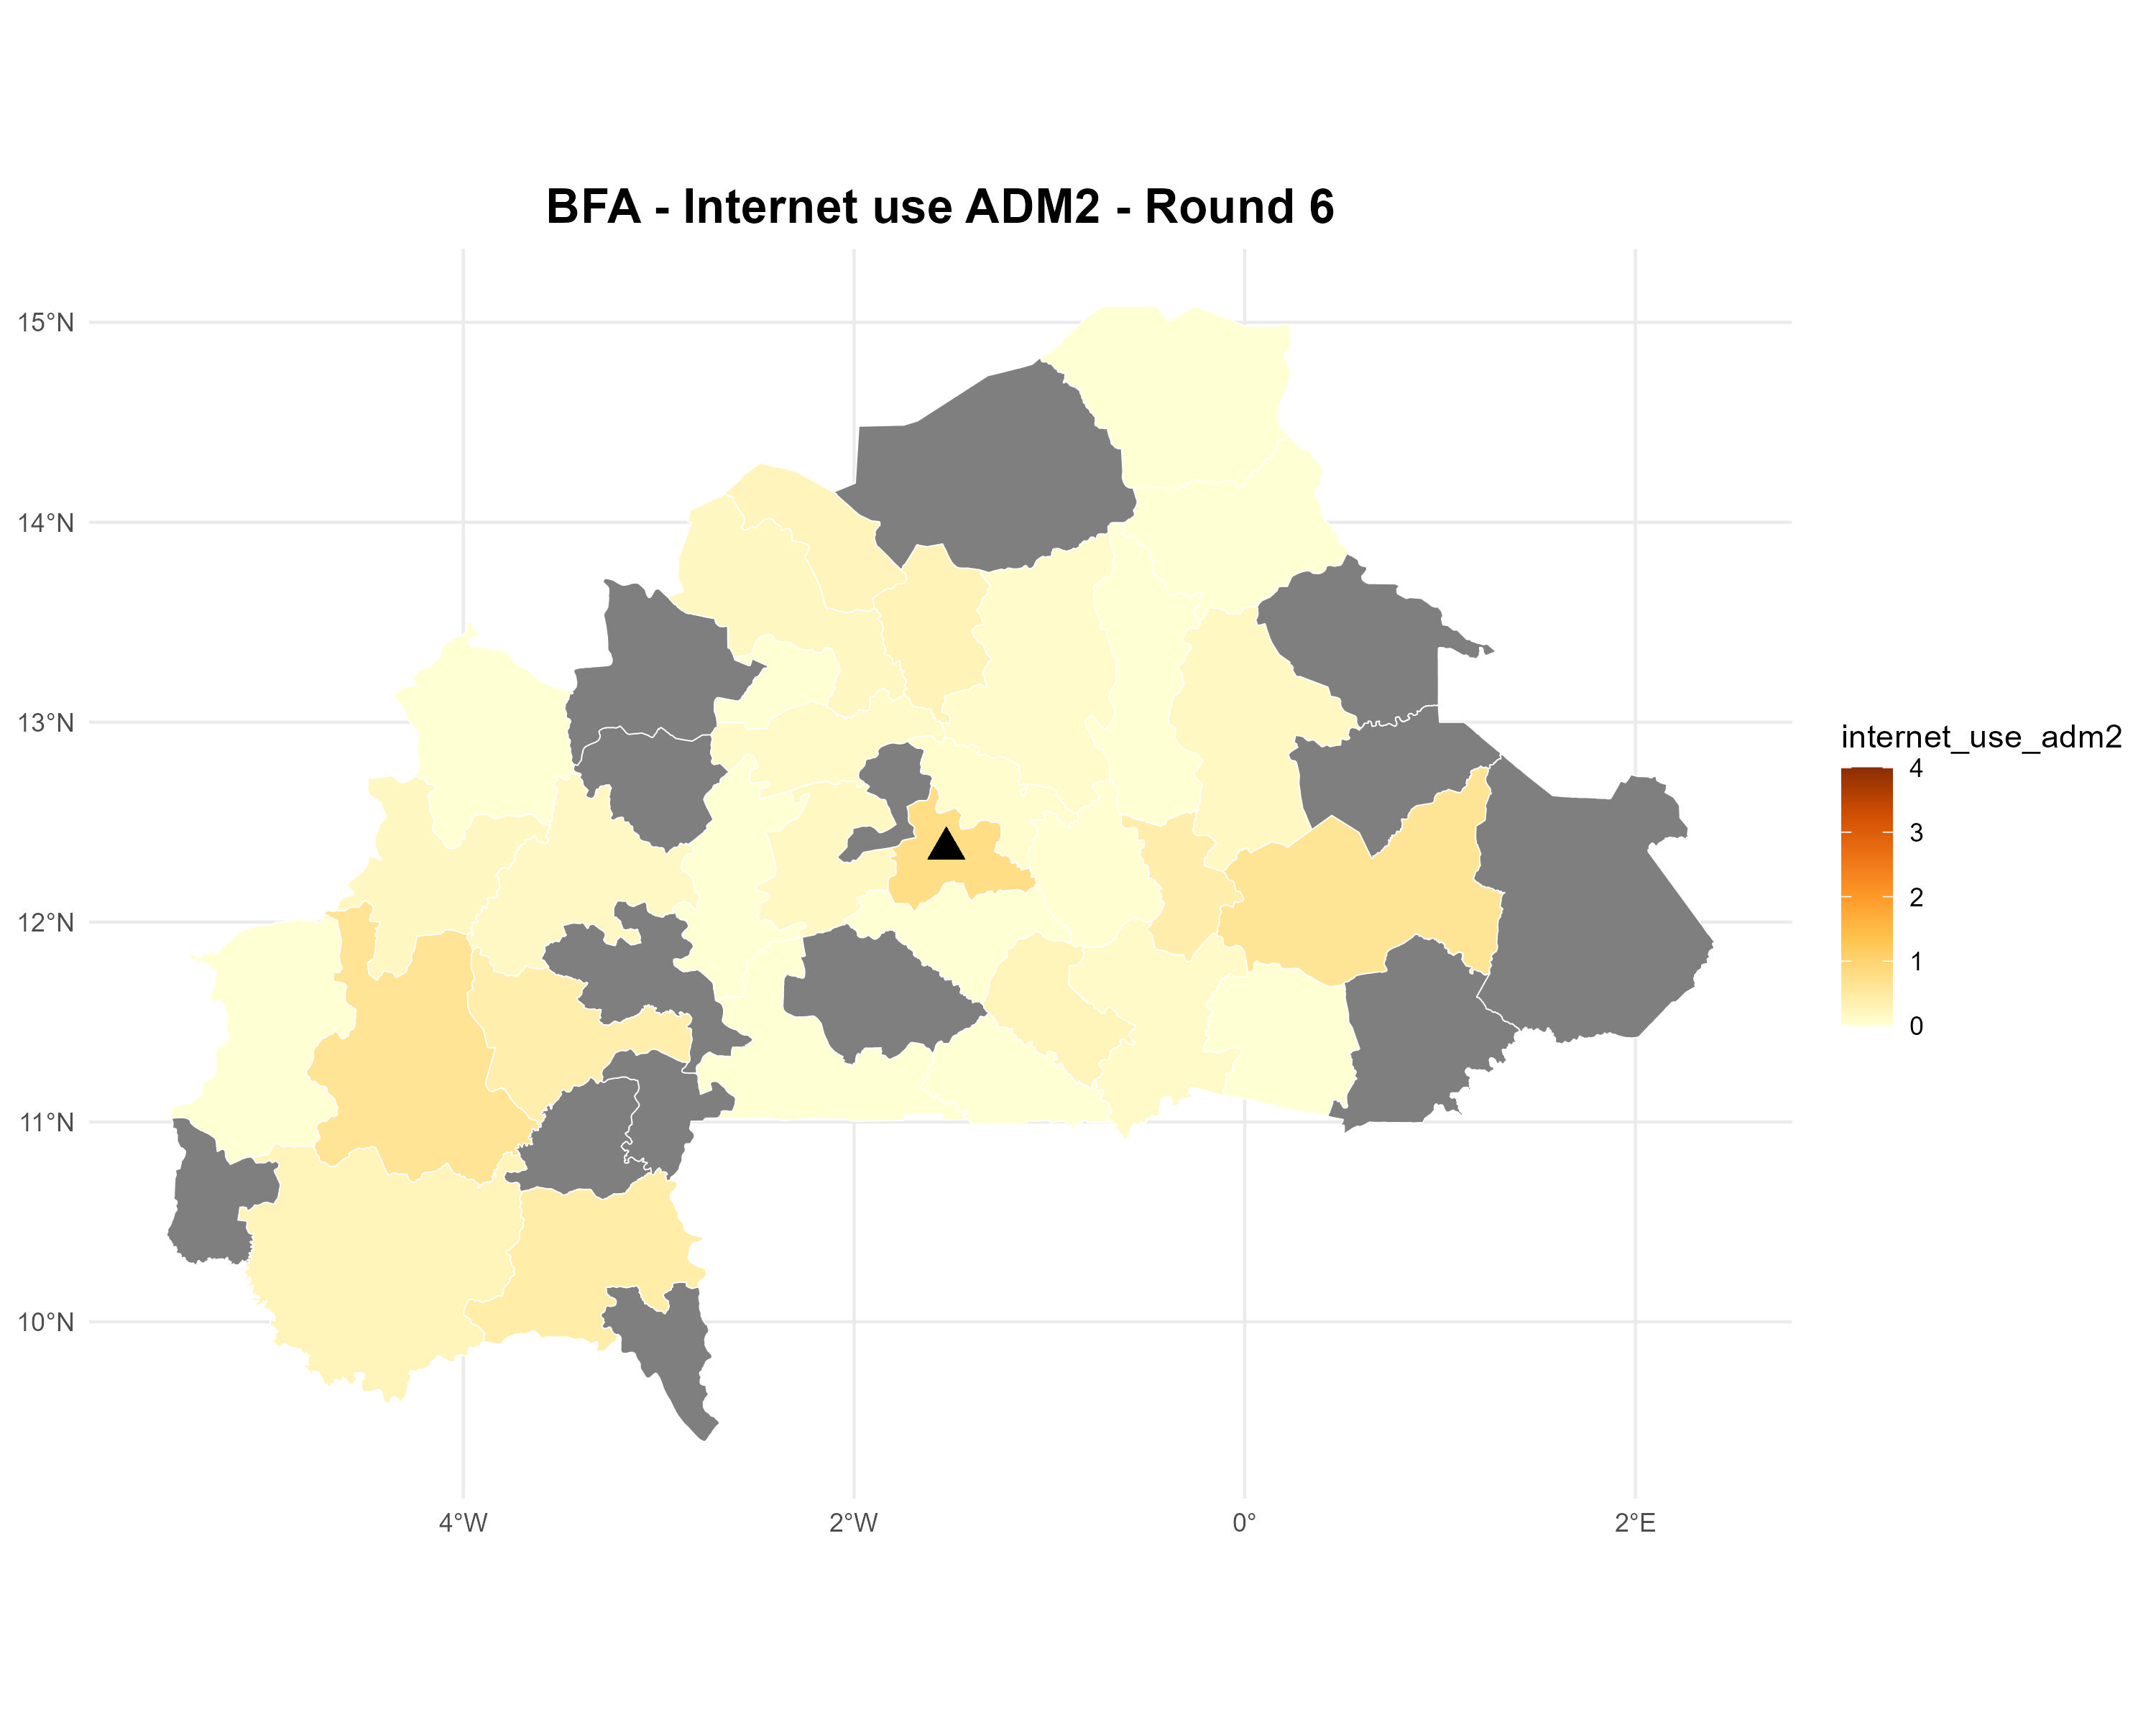 BFA - Internet use ADM2 - Round 6
15°N
14°N
13°N
12°N
11°N
10°N
4°W
2°W
0°
2°E
internet_use_adm2
4
3
2
1
0